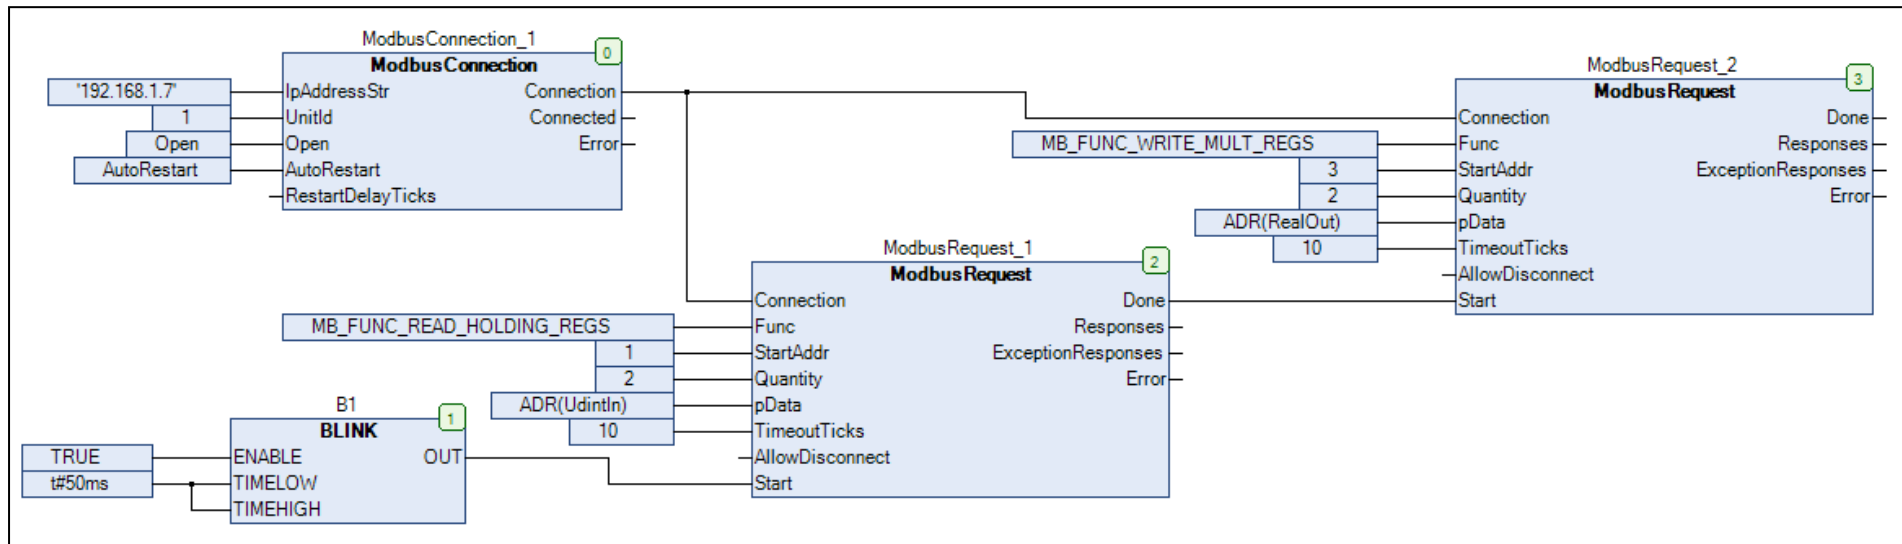 ModbusConnection_1
0
ModbusConnection
'192.168.1.7' IpAddressStr Connection
1 UnitId Connected
Open Open Error
AutoRestart AutoRestart
RestartDelayTicks
ModbusRequest_2
3
ModbusRequest
Connection Done
MB_FUNC_WRITE_MULT_REGS Func Responses
3 StartAddr ExceptionResponses
2 Quantity Error
ADR(RealOut) pData
10 TimeoutTicks
AllowDisconnect
Start
ModbusRequest_1
2
ModbusRequest
Connection Done
MB_FUNC_READ_HOLDING_REGS Func Responses
1 StartAddr ExceptionResponses
2 Quantity Error
ADR(UdintIn) pData
10 TimeoutTicks
AllowDisconnect
Start
B1
1
BLINK
TRUE ENABLE OUT
t#50ms TIMELOW
TIMEHIGH